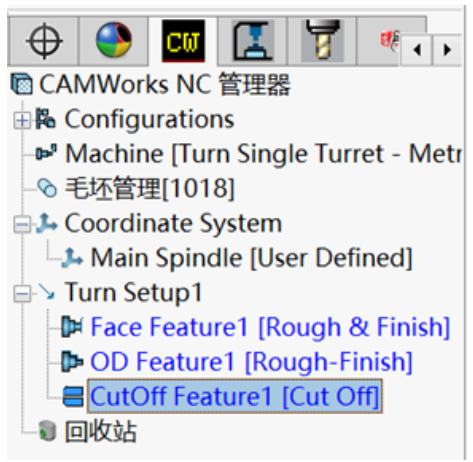 CW
CAMWorks NC 管理器
Configurations
Machine [Turn Single Turret - Metr
毛坯管理[1018]
Coordinate System
Main Spindle [User Defined]
Turn Setup1
Face Feature1 [Rough & Finish]
OD Feature1 [Rough-Finish]
CutOff Feature1 [Cut Off]
回收站